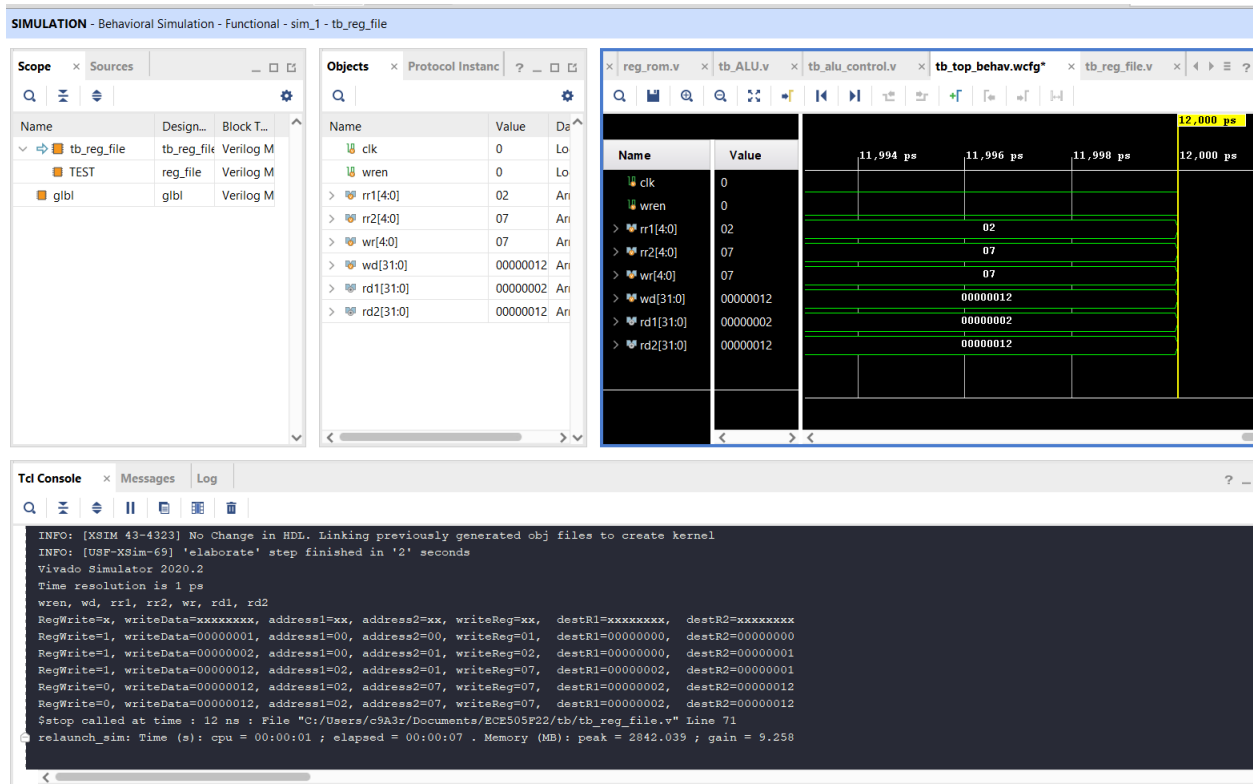 SIMULATION - Behavioral Simulation - Functional - sim_1 - tb_reg_file
Scope × Sources
Name Design... Block T...
tb_reg_file tb_reg_file Verilog M
TEST reg_file Verilog M
glbl glbl Verilog M
Objects × Protocol Instanc ?
Name Value Da
clk 0 Lo
wren 0 Lo
rr1[4:0] 02 Arr
rr2[4:0] 07 Arr
wr[4:0] 07 Arr
wd[31:0] 00000012 Arr
rd1[31:0] 00000002 Arr
rd2[31:0] 00000012 Arr
× reg_rom.v × tb_ALU.v × tb_alu_control.v × tb_top_behav.wcfg* × tb_reg_file.v × ?
12,000 ps
Name Value 11,994 ps 11,996 ps 11,998 ps 12,000 ps
clk 0
wren 0
rr1[4:0] 02 02
rr2[4:0] 07 07
wr[4:0] 07 07
wd[31:0] 00000012 00000012
rd1[31:0] 00000002 00000002
rd2[31:0] 00000012 00000012
Tcl Console × Messages Log ?
INFO: [XSIM 43-4323] No Change in HDL. Linking previously generated obj files to create kernel
INFO: [USF-XSim-69] 'elaborate' step finished in '2' seconds
Vivado Simulator 2020.2
Time resolution is 1 ps
wren, wd, rr1, rr2, wr, rd1, rd2
RegWrite=x, writeData=xxxxxxxx, address1=xx, address2=xx, writeReg=xx, destR1=xxxxxxxx, destR2=xxxxxxxx
RegWrite=1, writeData=00000001, address1=00, address2=00, writeReg=01, destR1=00000000, destR2=00000000
RegWrite=1, writeData=00000002, address1=00, address2=01, writeReg=02, destR1=00000000, destR2=00000001
RegWrite=1, writeData=00000012, address1=02, address2=01, writeReg=07, destR1=00000002, destR2=00000001
RegWrite=0, writeData=00000012, address1=02, address2=07, writeReg=07, destR1=00000002, destR2=00000012
RegWrite=0, writeData=00000012, address1=02, address2=07, writeReg=07, destR1=00000002, destR2=00000012
$stop called at time : 12 ns : File "C:/Users/c9A3r/Documents/ECE505F22/tb/tb_reg_file.v" Line 71
relaunch_sim: Time (s): cpu = 00:00:01 ; elapsed = 00:00:07 . Memory (MB): peak = 2842.039 ; gain = 9.258